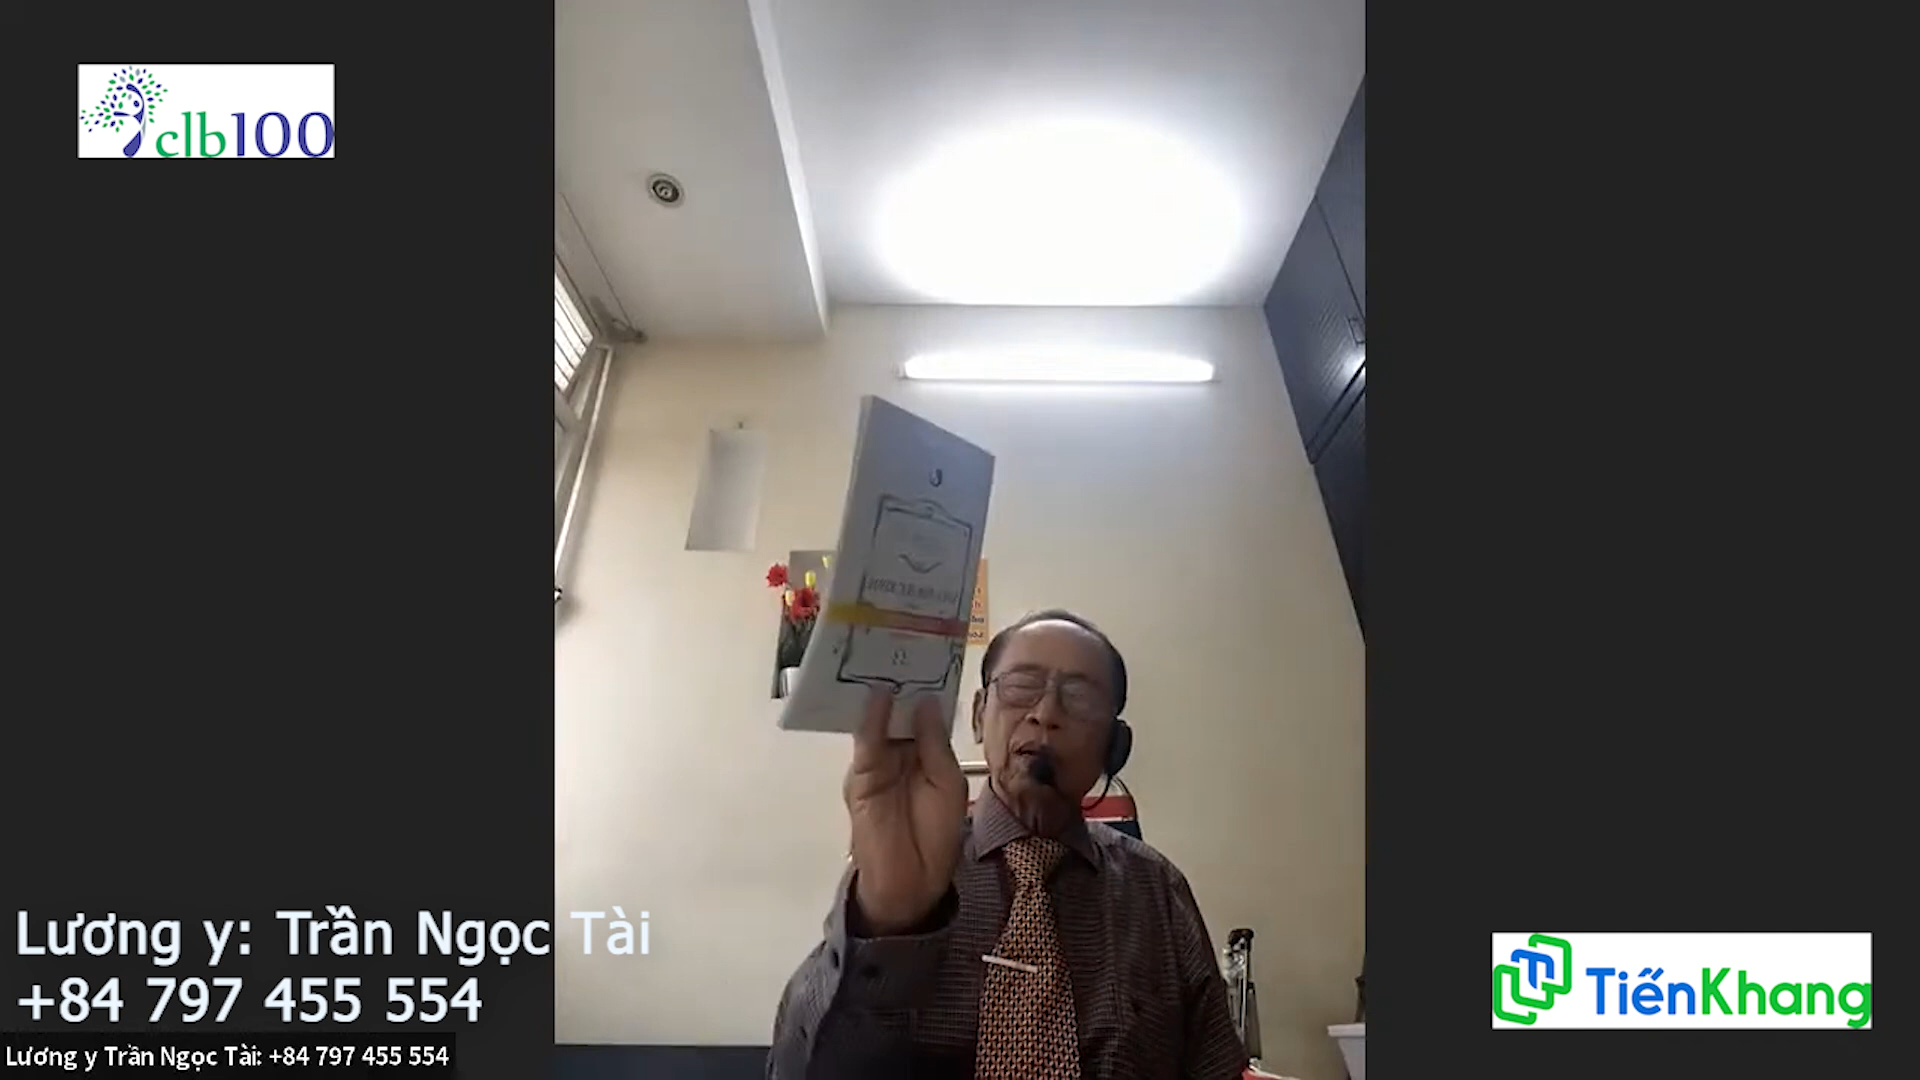 clb100
Lương y: Trần Ngọc Tài
+84 797 455 554
Lương y Trần Ngọc Tài: +84 797 455 554
TiếnKhang